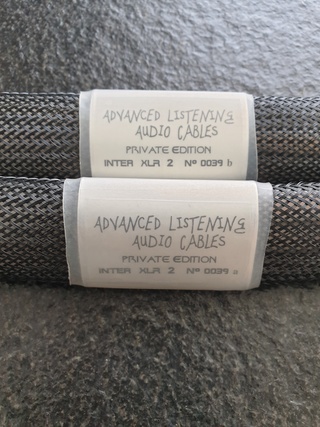 ADVANCED LISTENING
AUDIO CABLES
PRIVATE EDITION
INTER XLR 2 Nº 0039 b
ADVANCED LISTENING
AUDIO CABLES
PRIVATE EDITION
INTER XLR 2 Nº 0039 a